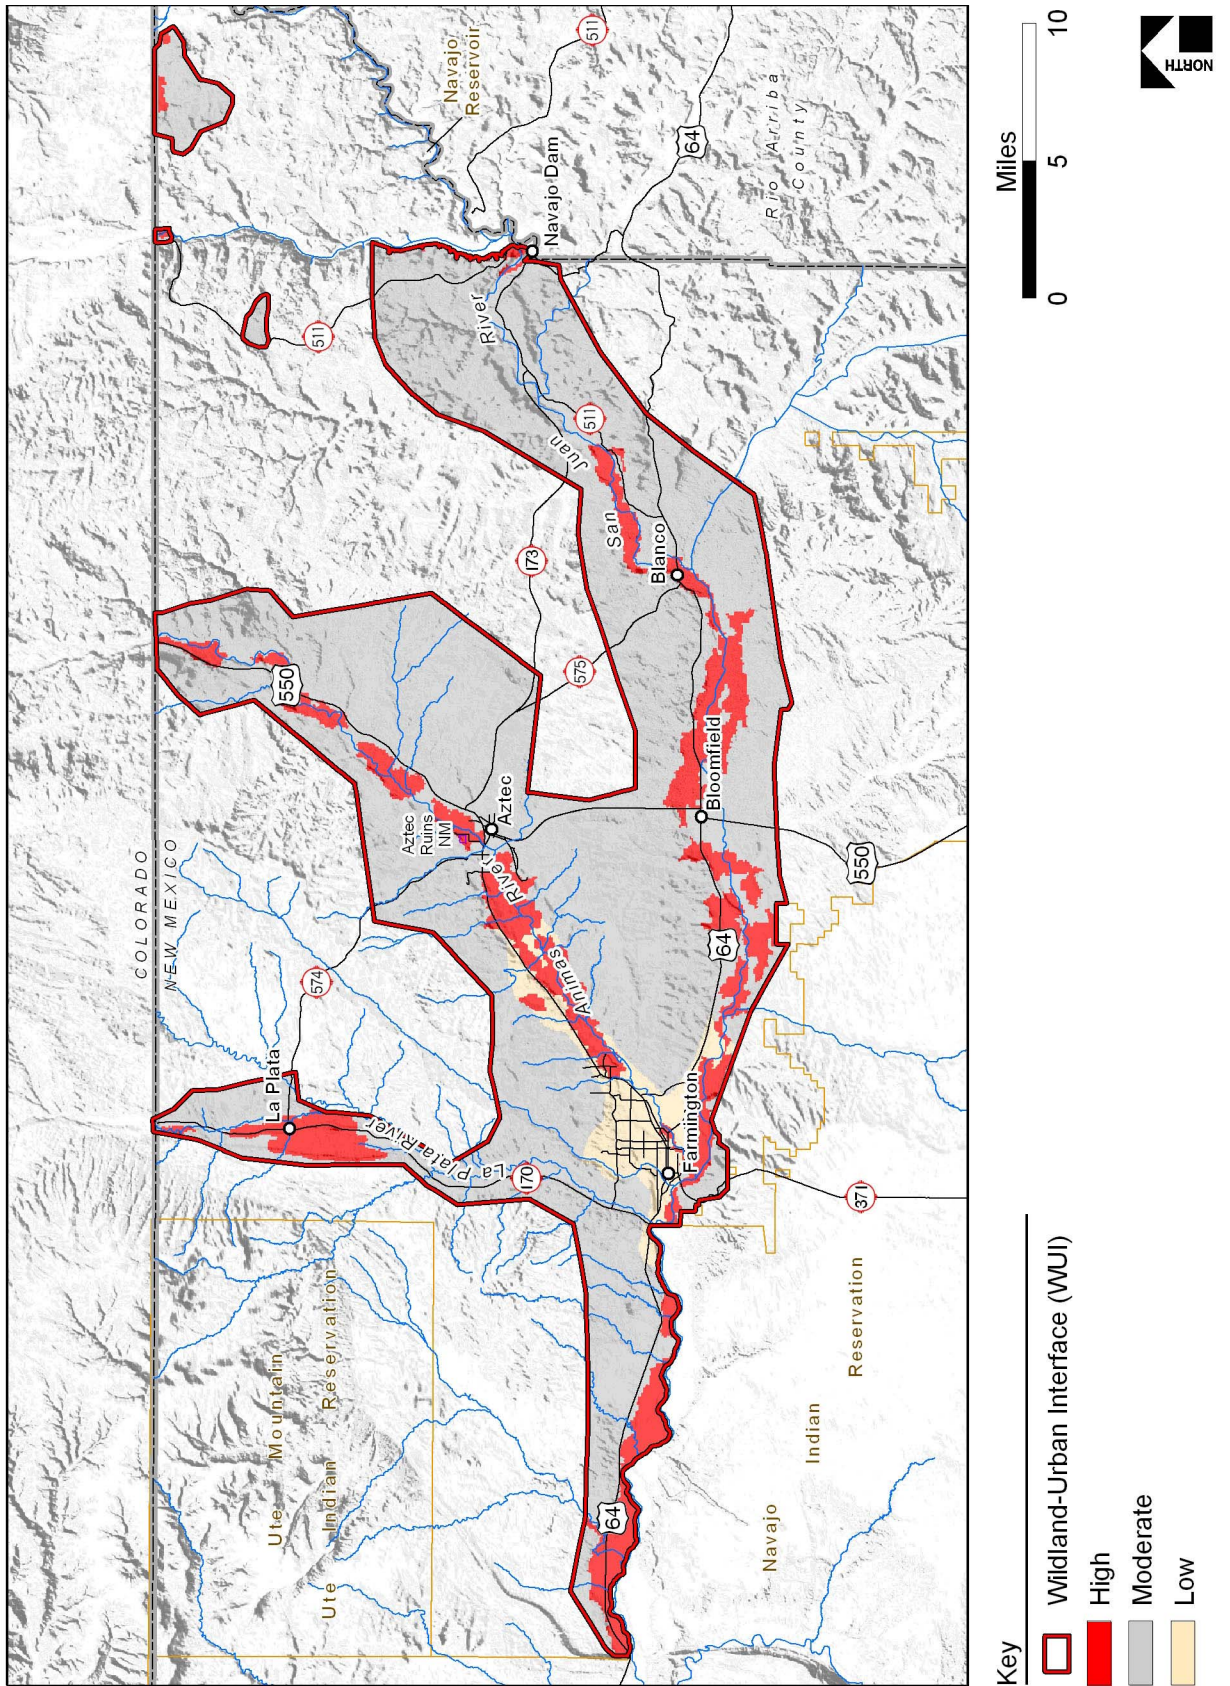 COLORADO
NEW MEXICO
Ute Mountain
Ute Indian Reservation
La Plata
574
550
511
Navajo
Reservoir
511
La Plata River
170
Aztec
Ruins
NM
Aztec
173
River
Navajo Dam
Animas
River
575
Juan
511
San
64
64
Farmington
64
Bloomfield
Blanco
Rio Arriba
County
Navajo
Indian
Reservation
371
550
Key
Wildland-Urban Interface (WUI)
High
Moderate
Low
Miles
0
5
10
NORTH